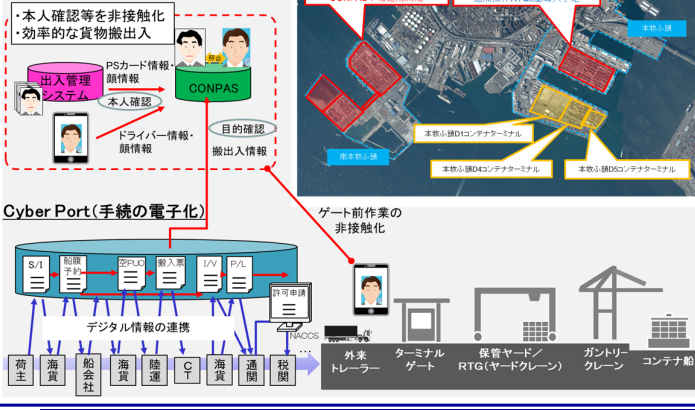 ・本人確認等を非接触化
・効率的な貨物搬出入
PSカード情報・
顔情報
出入管理
システム
本人確認
照合
CONPAS
ドライバー情報・
顔情報
目的確認
搬出入情報
本牧ふ頭
南本牧ふ頭
本牧ふ頭D1コンテナターミナル
本牧ふ頭D4コンテナターミナル
本牧ふ頭D5コンテナターミナル
Cyber Port(手続の電子化)
ゲート前作業の
非接触化
S/I
船腹
予約
空PUO
搬入票
I/V
P/L
許可申請
デジタル情報の連携
NACCS
…
荷主
海貨
船会社
海貨
陸運
CT
海貨
通関
税関
外来
トレーラー
ターミナル
ゲート
保管ヤード/
RTG(ヤードクレーン)
ガントリー
クレーン
コンテナ船